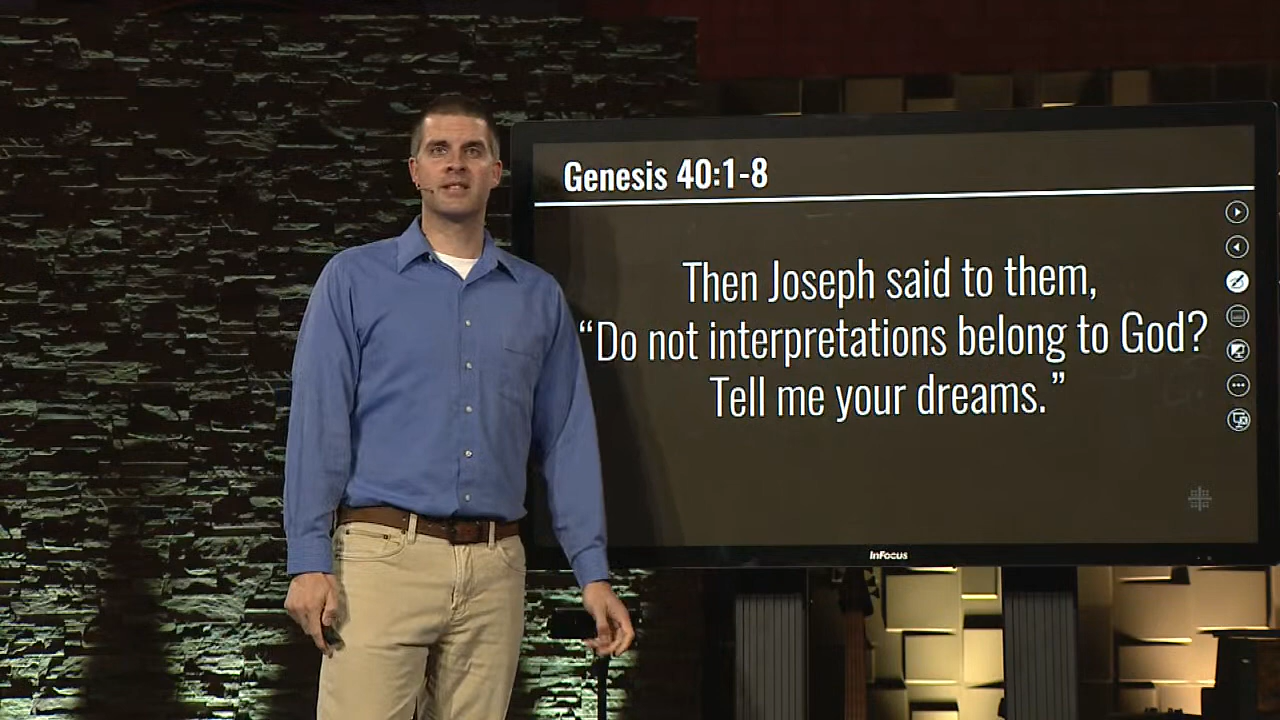 Genesis 40:1-8
Then Joseph said to them,
“Do not interpretations belong to God?
Tell me your dreams.”
InFocus